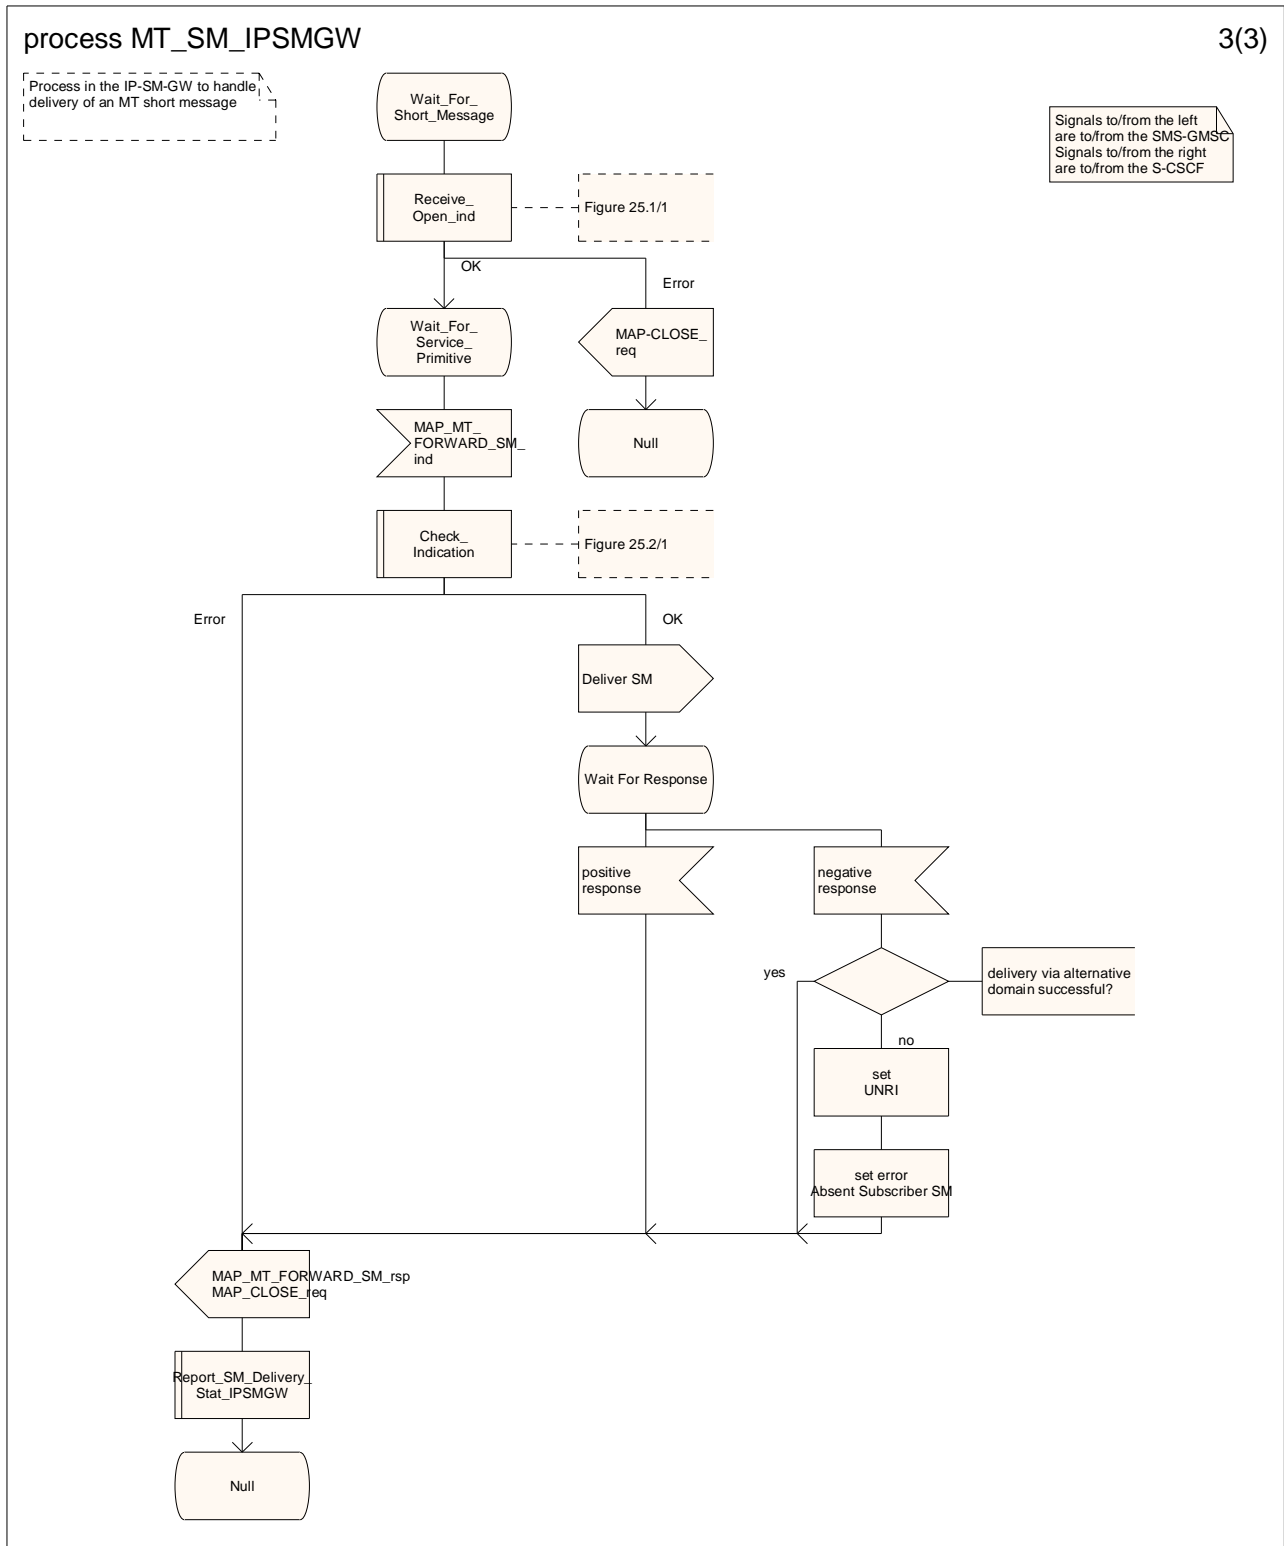 process MT_SM_IPSMGW
3(3)
Process in the IP-SM-GW to handle
delivery of an MT short message
Wait_For_
Short_Message
Signals to/from the left
are to/from the SMS-GMSC
Signals to/from the right
are to/from the S-CSCF
Receive_
Open_ind
Figure 25.1/1
OK
Error
Wait_For_
Service_
Primitive
MAP-CLOSE_
req
MAP_MT_
FORWARD_SM_
ind
Null
Check_
Indication
Figure 25.2/1
Error
OK
Deliver SM
Wait For Response
positive
response
negative
response
yes
delivery via alternative
domain successful?
no
set
UNRI
set error
Absent Subscriber SM
MAP_MT_FORWARD_SM_rsp
MAP_CLOSE_req
Report_SM_Delivery_
Stat_IPSMGW
Null